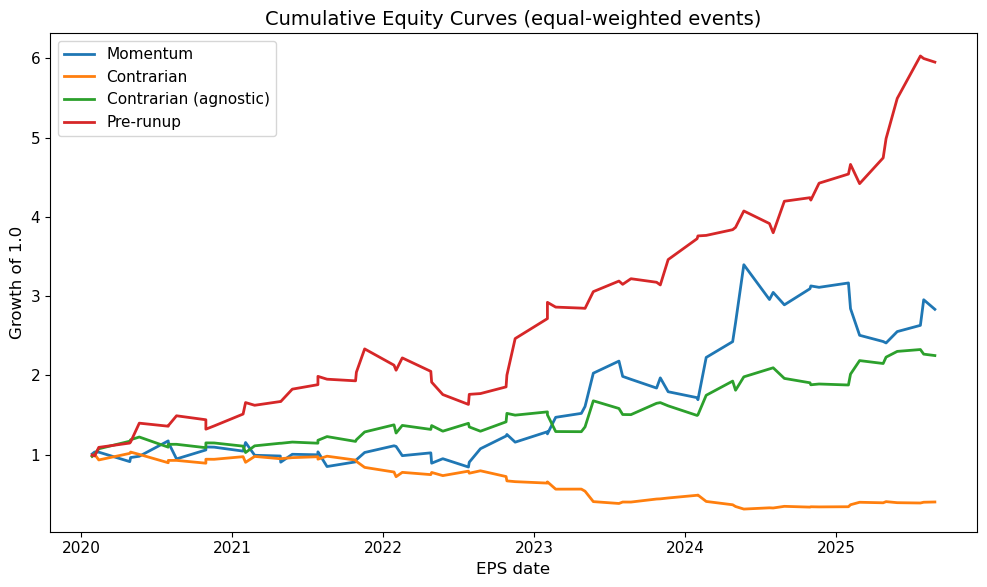 Cumulative Equity Curves (equal-weighted events)
Momentum
Contrarian
Contrarian (agnostic)
Pre-runup
Growth of 1.0
6
5
4
3
2
1
2020
2021
2022
2023
2024
2025
EPS date